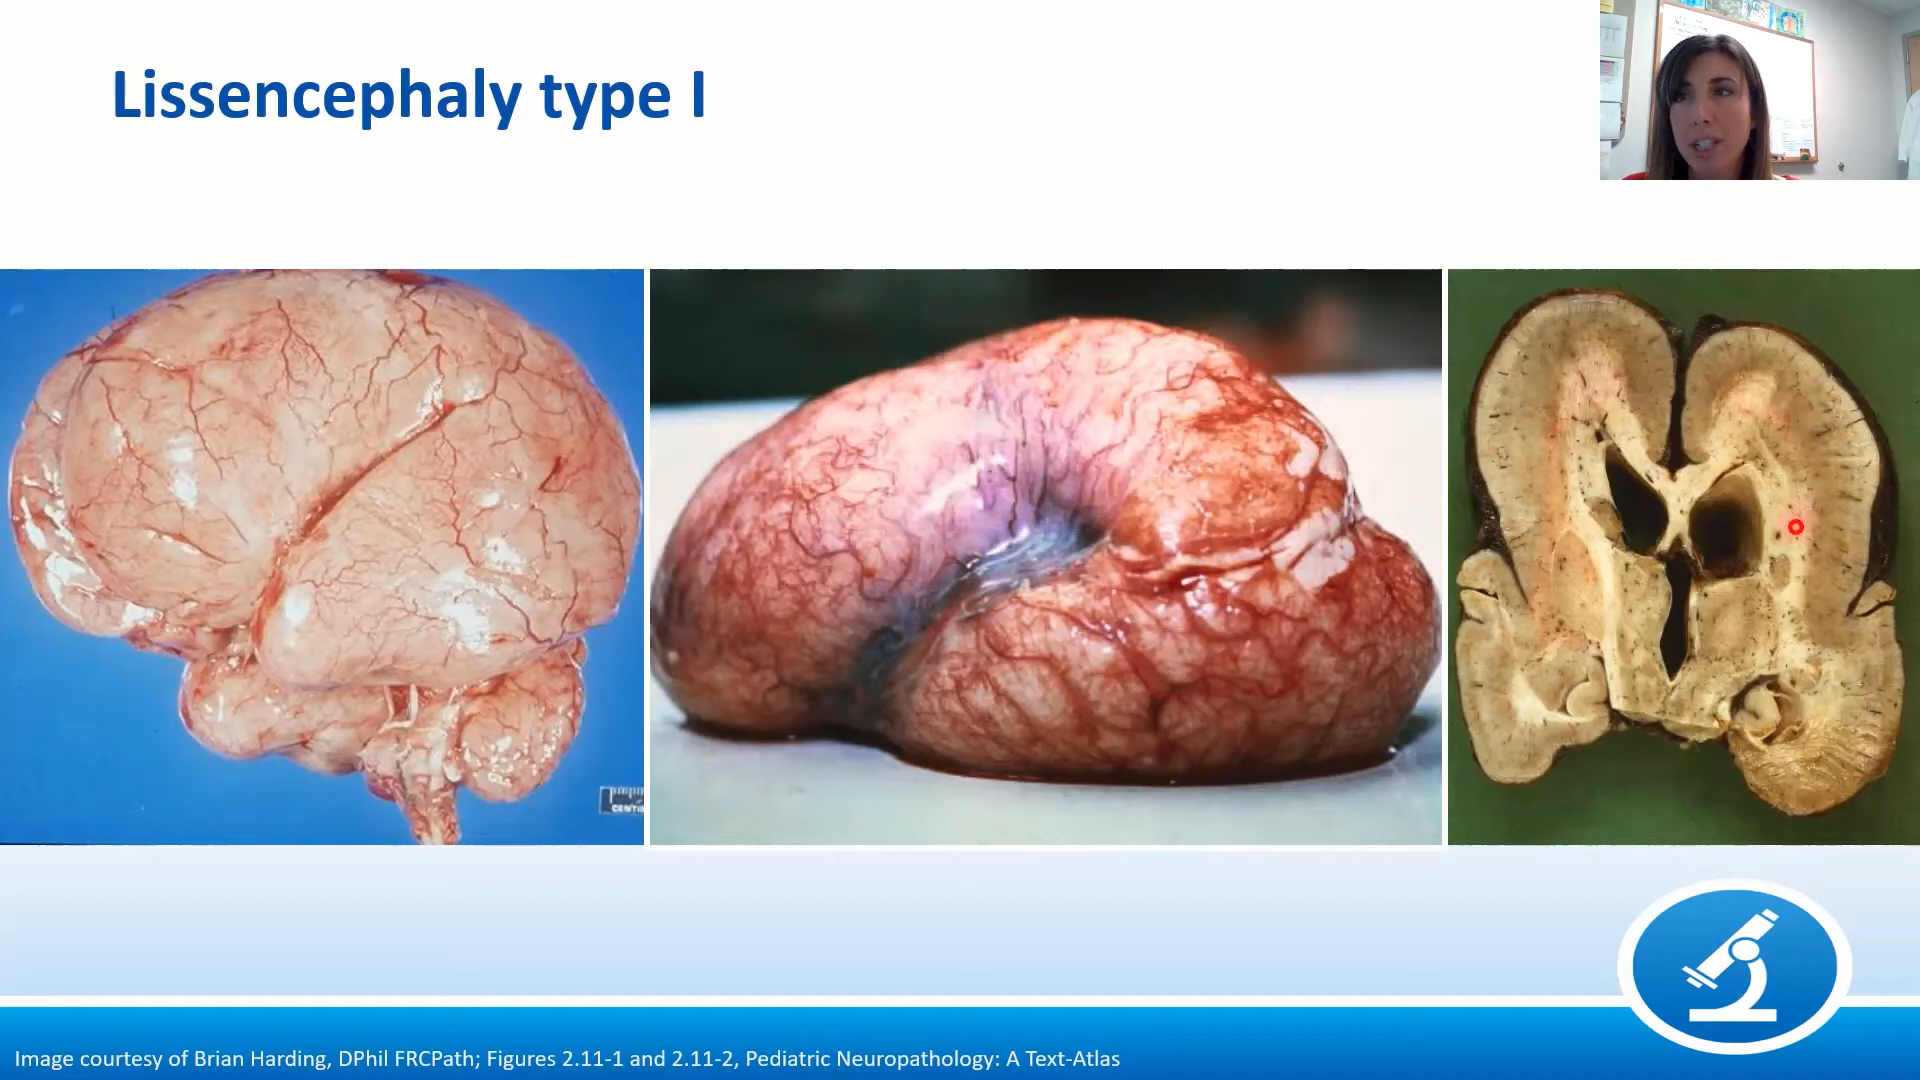 Lissencephaly type I
Image courtesy of Brian Harding, DPhil FRCPath; Figures 2.11-1 and 2.11-2, Pediatric Neuropathology: A Text-Atlas